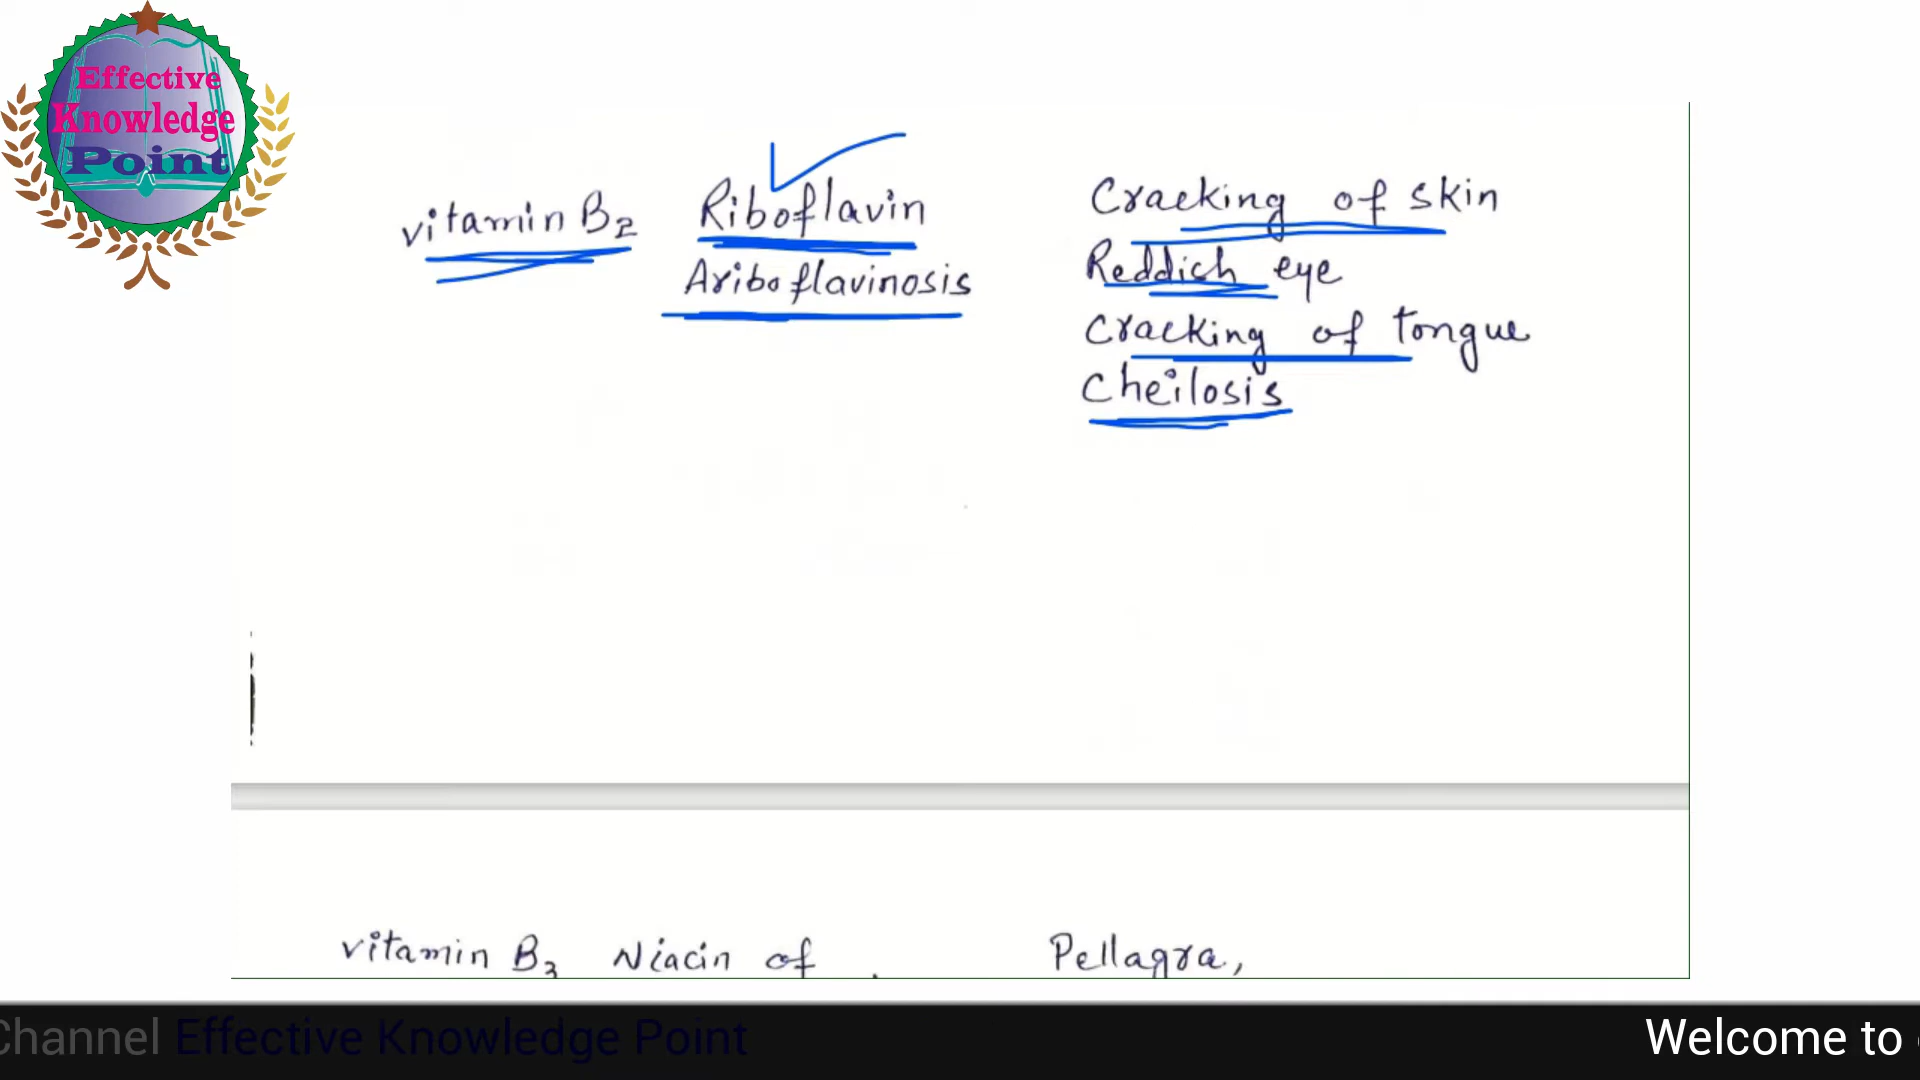 Effective
Knowledge
Point
vitamin B2 Riboflavin Cracking of skin
Ariboflavinosis Reddich eye
Cracking of tongue
Cheilosis
vitamin B3 Niacin of Pellagra,
Channel Effective Knowledge Point Welcome to